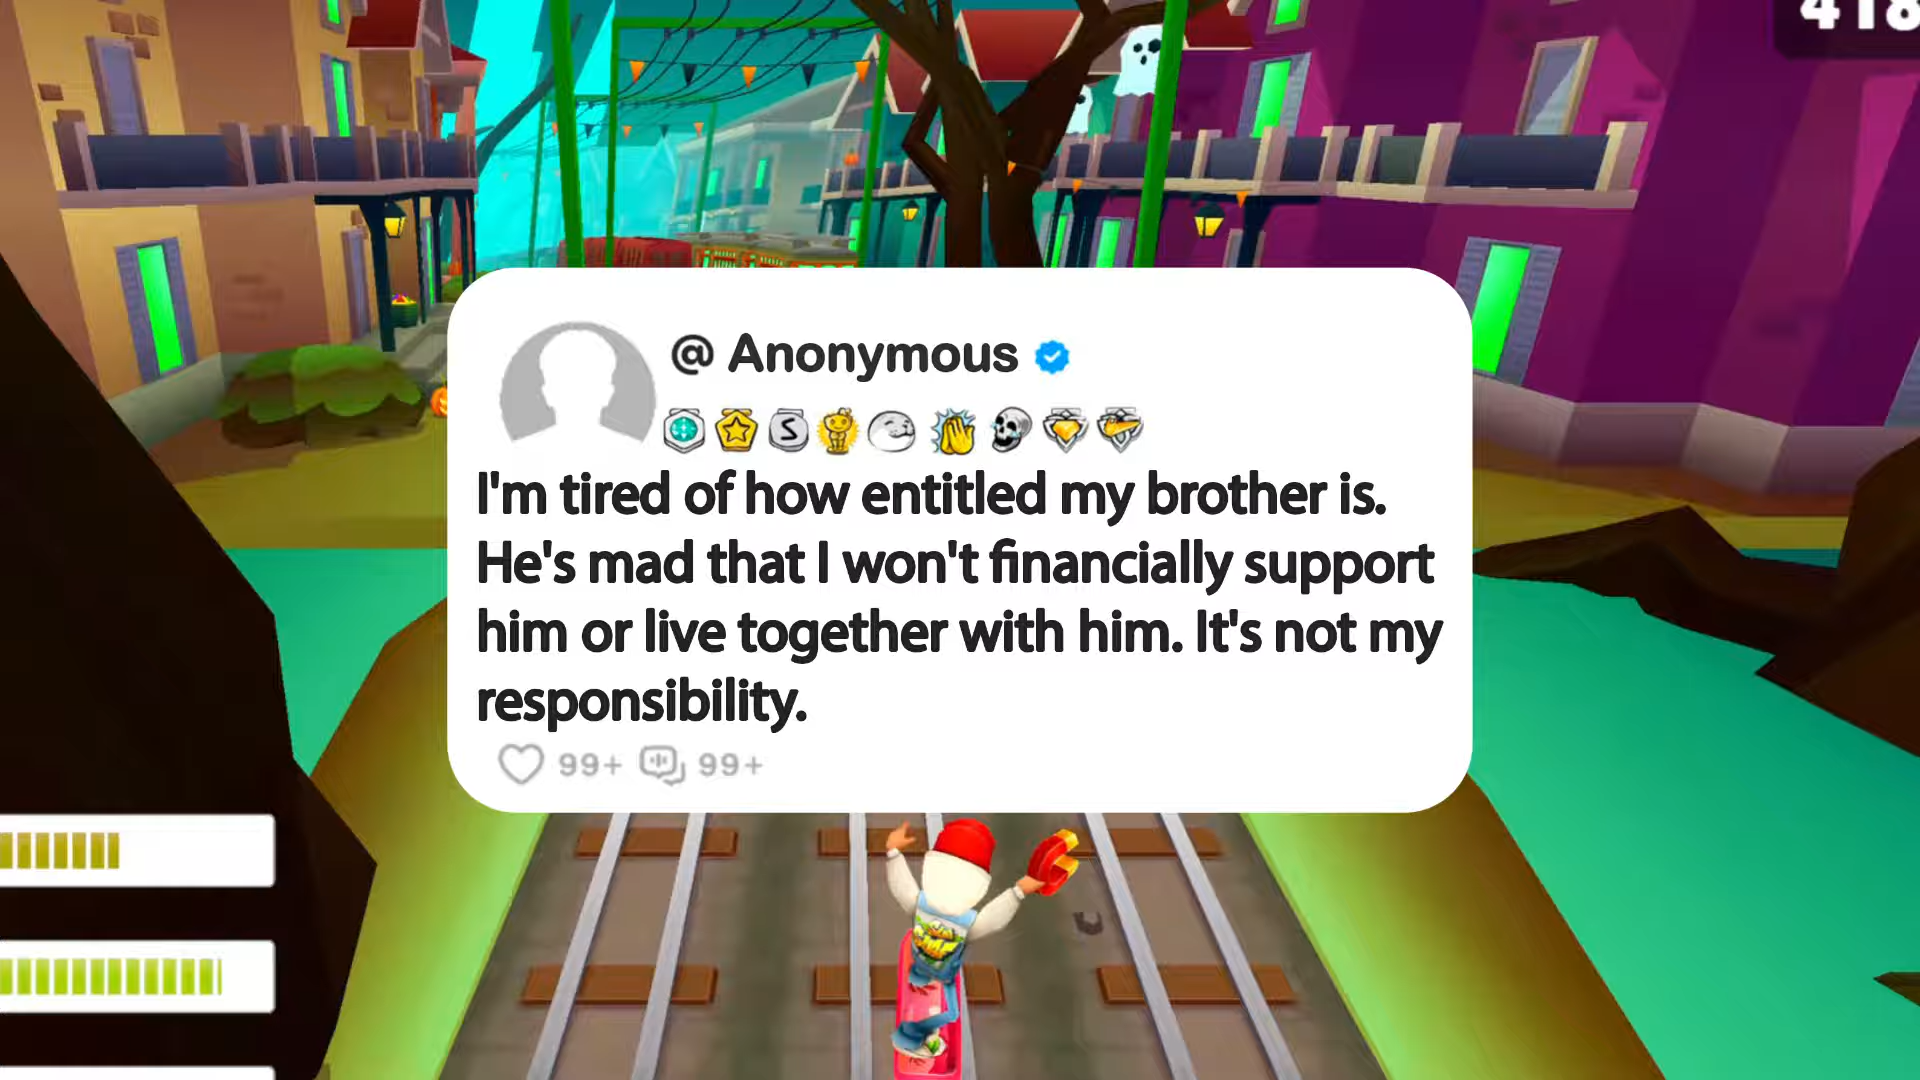 418
@ Anonymous
I'm tired of how entitled my brother is.
He's mad that I won't financially support
him or live together with him. It's not my
responsibility.
99+ 99+